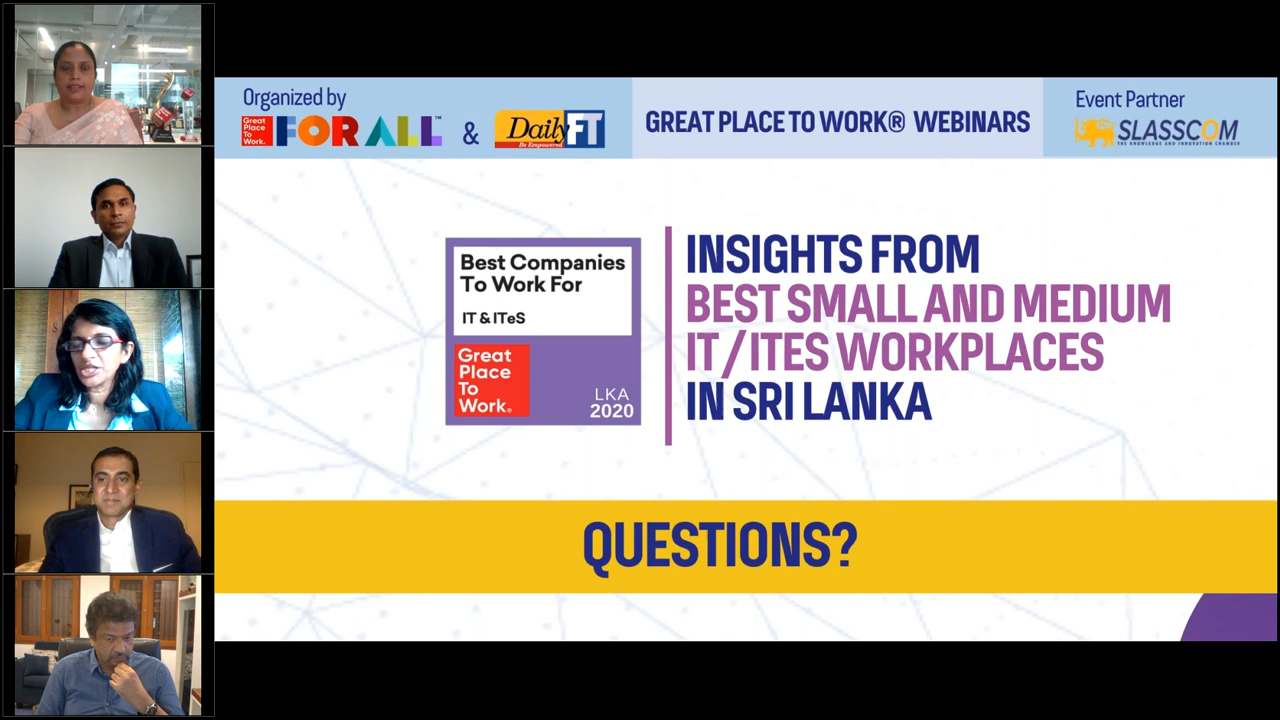 Organized by
Great
Place
To
Work.
FOR ALL™
&
Daily FT
Be Empowered
GREAT PLACE TO WORK® WEBINARS
Event Partner
SLASSCOM
THE KNOWLEDGE AND INNOVATION CHAMBER
Best Companies
To Work For
IT & ITeS
Great
Place
To
Work.
LKA
2020
INSIGHTS FROM
BEST SMALL AND MEDIUM
IT/ITES WORKPLACES
IN SRI LANKA
QUESTIONS?